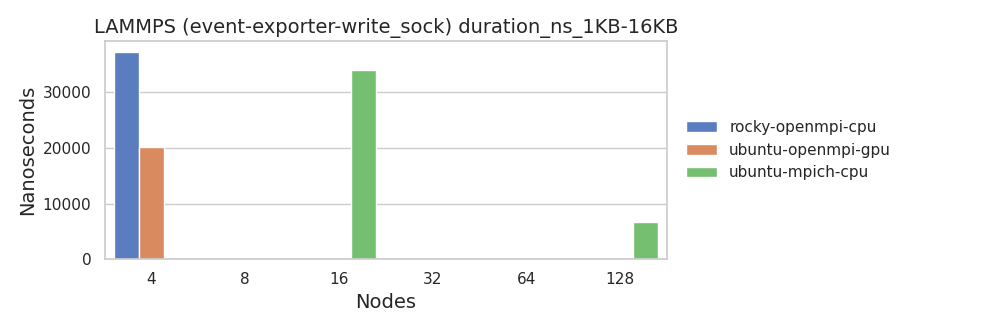 LAMMPS (event-exporter-write_sock) duration_ns_1KB-16KB
Nanoseconds
30000
20000
10000
0
4 8 16 32 64 128
Nodes
rocky-openmpi-cpu
ubuntu-openmpi-gpu
ubuntu-mpich-cpu